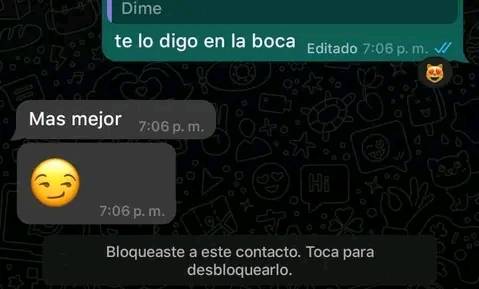 Dime
te lo digo en la boca Editado 7:06 p. m.
Mas mejor 7:06 p. m.
7:06 p. m.
Hi
Bloqueaste a este contacto. Toca para
desbloquearlo.